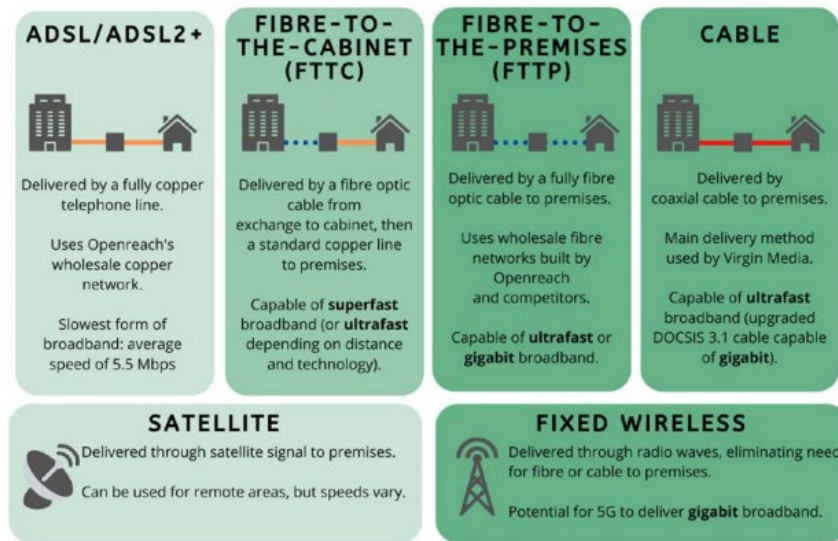 ADSL/ADSL2+
Delivered by a fully copper
telephone line.
Uses Openreach's
wholesale copper
network.
Slowest form of
broadband: average
speed of 5.5 Mbps
FIBRE-TO-
THE-CABINET
(FTTC)
Delivered by a fibre optic
cable from
exchange to cabinet, then
a standard copper line
to premises.
Capable of superfast
broadband (or ultrafast
depending on distance
and technology).
FIBRE-TO-
THE-PREMISES
(FTTP)
Delivered by a fully fibre
optic cable to premises.
Uses wholesale fibre
networks built by
Openreach
and competitors.
Capable of ultrafast or
gigabit broadband.
CABLE
Delivered by
coaxial cable to premises.
Main delivery method
used by Virgin Media.
Capable of ultrafast
broadband (upgraded
DOCSIS 3.1 cable capable
of gigabit).
SATELLITE
Delivered through satellite signal to premises.
Can be used for remote areas, but speeds vary.
FIXED WIRELESS
Delivered through radio waves, eliminating need
for fibre or cable to premises.
Potential for 5G to deliver gigabit broadband.